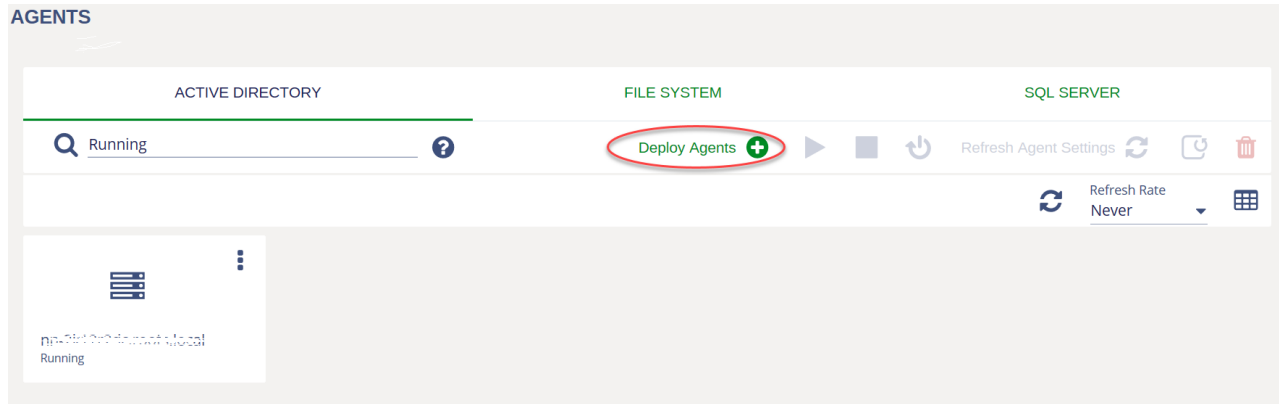 AGENTS
ACTIVE DIRECTORY
FILE SYSTEM
SQL SERVER
Running
Deploy Agents
Refresh Agent Settings
Refresh Rate
Never
Running